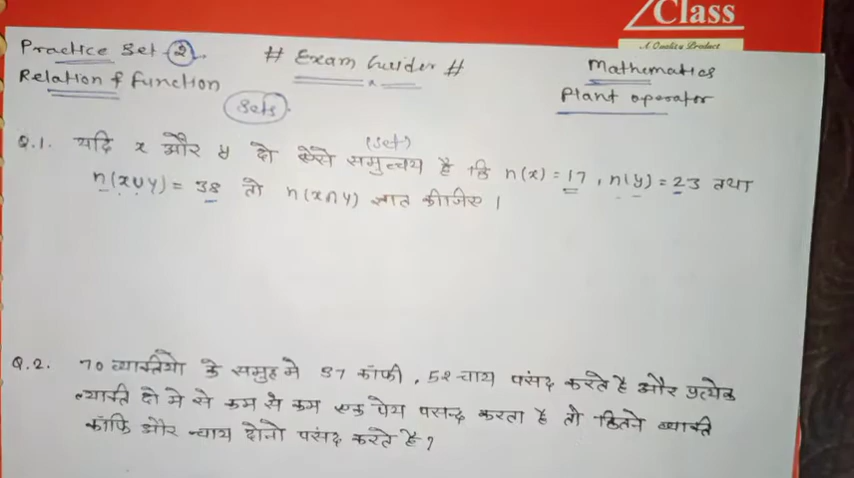 Class
A Quality Product
Practice Set - 2
# Exam Guider #
Mathematics
Relation & function
Plant operator
(Sets)
Q.1. यदि x और y दो ऐसे समुच्चय (set) है कि n(x) = 17, n(y) = 23 तथा
n(x∪y) = 38 तो n(x∩y) ज्ञात कीजिए ।
Q.2. 70 व्यक्तियो के समुह मे 37 कॉफी, 52 चाय पसंद करते है और प्रत्येक
व्यक्ति दो मे से कम से कम एक पेय पसन्द करता है तो कितने व्यक्ति
कॉफि और चाय दोनो पसंद करते है ?